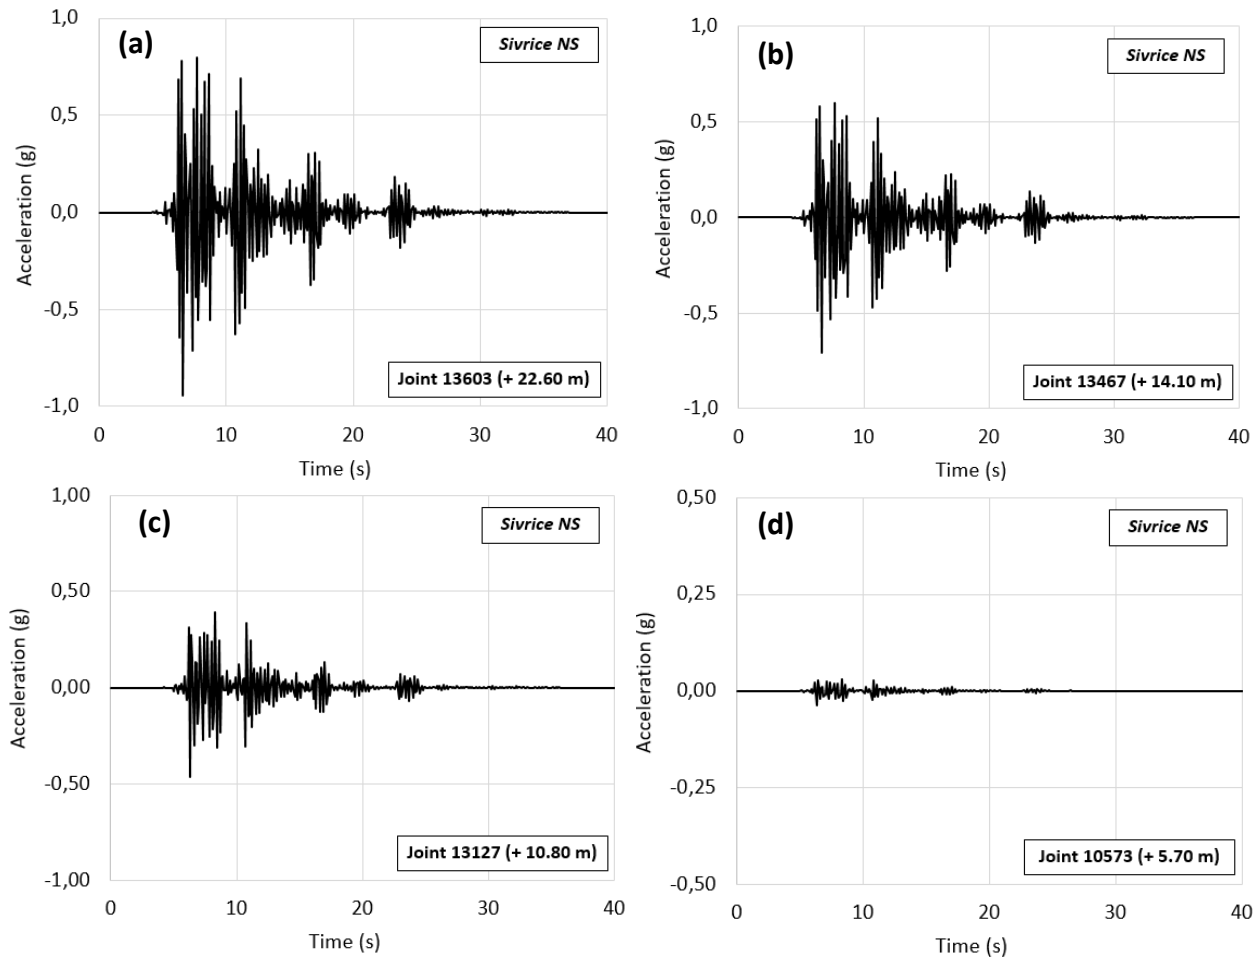 (a)
Sivrice NS
1,0
0,5
0,0
-0,5
-1,0
Acceleration (g)
Joint 13603 (+ 22.60 m)
0 10 20 30 40
Time (s)
(b)
Sivrice NS
1,0
0,5
0,0
-0,5
-1,0
Acceleration (g)
Joint 13467 (+ 14.10 m)
0 10 20 30 40
Time (s)
(c)
Sivrice NS
1,00
0,50
0,00
-0,50
-1,00
Acceleration (g)
Joint 13127 (+ 10.80 m)
0 10 20 30 40
Time (s)
(d)
Sivrice NS
0,50
0,25
0,00
-0,25
-0,50
Acceleration (g)
Joint 10573 (+ 5.70 m)
0 10 20 30 40
Time (s)